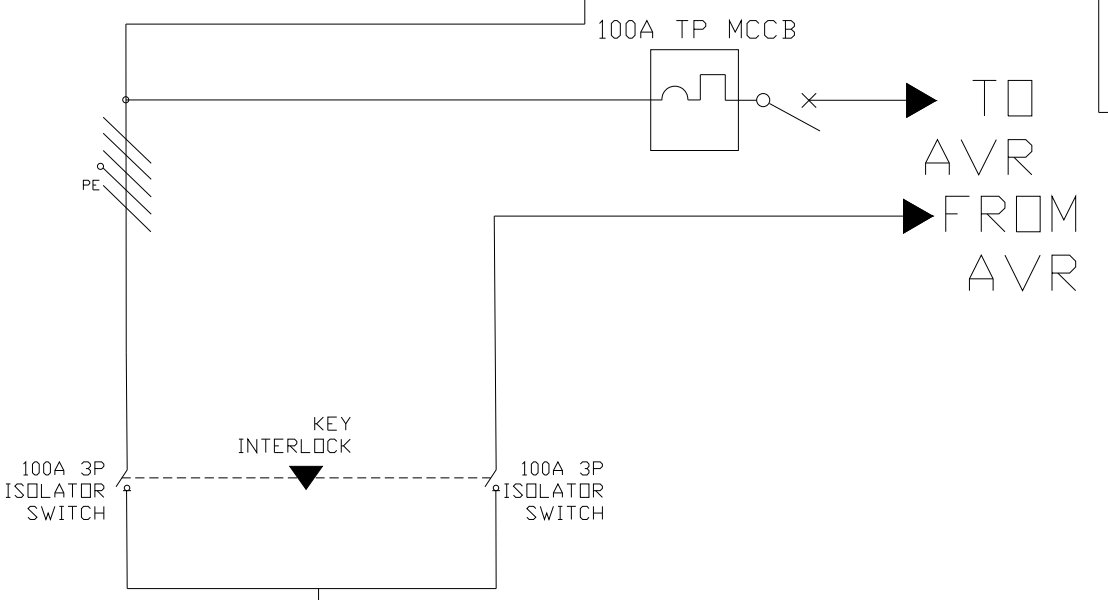 100A TP MCCB
TO
AVR
PE
FROM
AVR
KEY
INTERLOCK
100A 3P
ISOLATOR
SWITCH
100A 3P
ISOLATOR
SWITCH